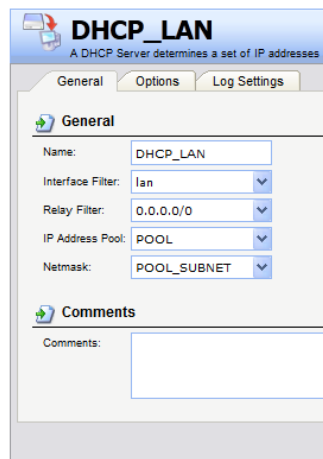 DHCP_LAN
A DHCP Server determines a set of IP addresses
General Options Log Settings
General
Name: DHCP_LAN
Interface Filter: lan
Relay Filter: 0.0.0.0/0
IP Address Pool: POOL
Netmask: POOL_SUBNET
Comments
Comments: